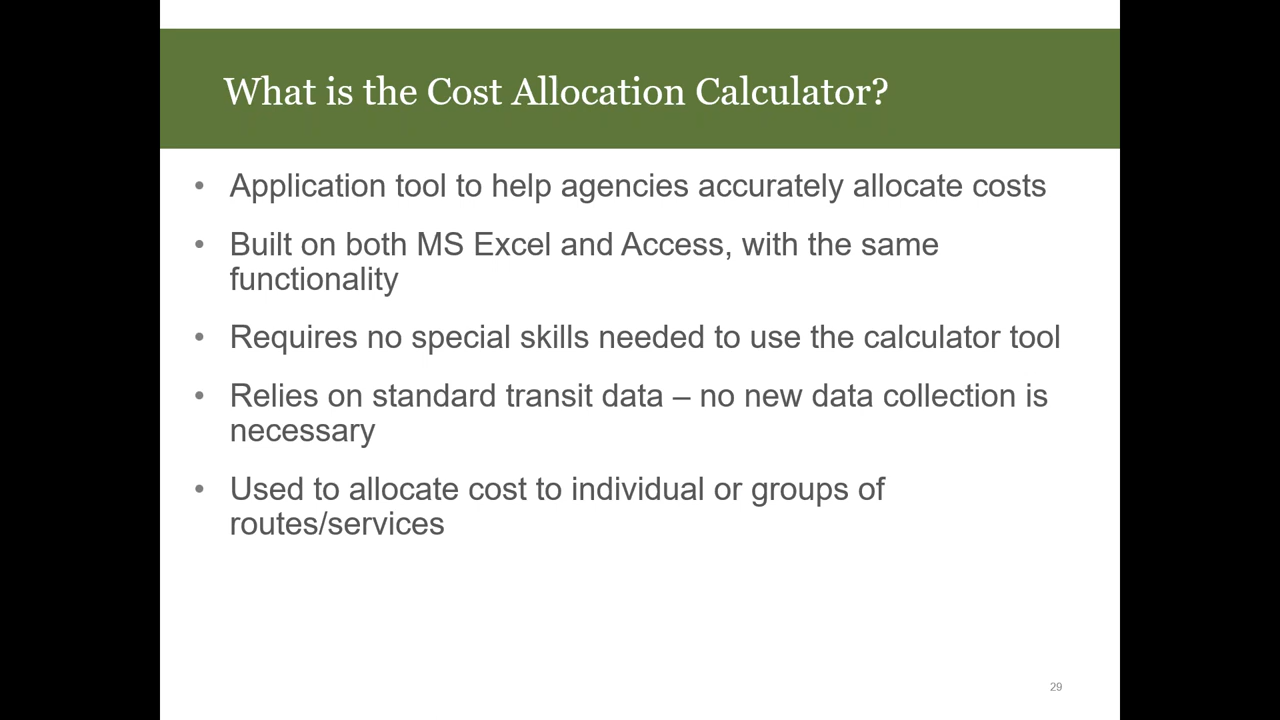 What is the Cost Allocation Calculator?
• Application tool to help agencies accurately allocate costs
• Built on both MS Excel and Access, with the same
functionality
• Requires no special skills needed to use the calculator tool
• Relies on standard transit data – no new data collection is
necessary
• Used to allocate cost to individual or groups of
routes/services
29